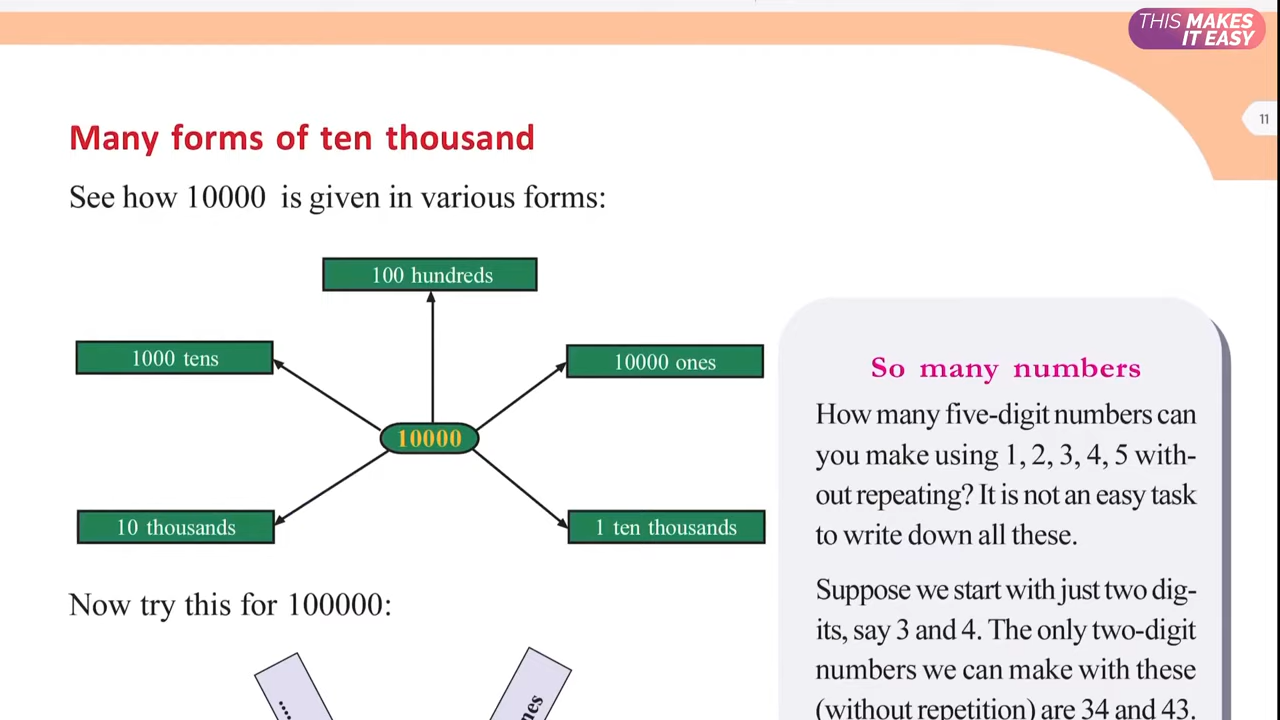 THIS MAKES
IT EASY
11
Many forms of ten thousand
See how 10000 is given in various forms:
100 hundreds
1000 tens
10000 ones
10000
10 thousands
1 ten thousands
Now try this for 100000:
.....
So many numbers
How many five-digit numbers can
you make using 1, 2, 3, 4, 5 with-
out repeating? It is not an easy task
to write down all these.
Suppose we start with just two dig-
its, say 3 and 4. The only two-digit
numbers we can make with these
(without repetition) are 34 and 43.